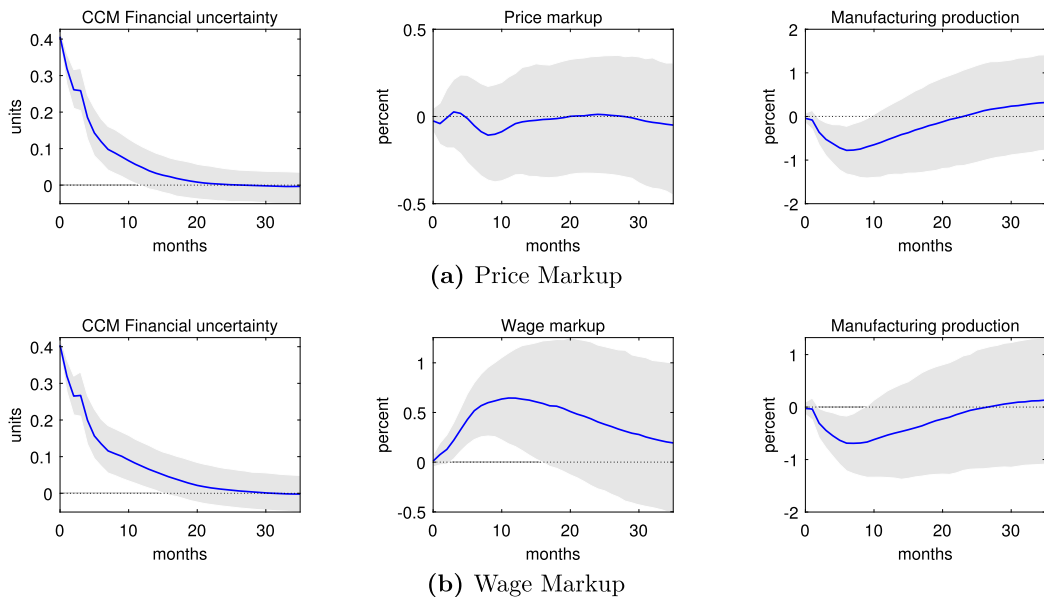 CCM Financial uncertainty
units
0.4
0.3
0.2
0.1
0
0 10 20 30
months
Price markup
percent
0.5
0
-0.5
0 10 20 30
months
Manufacturing production
percent
2
1
0
-1
-2
0 10 20 30
months
(a) Price Markup
CCM Financial uncertainty
units
0.4
0.3
0.2
0.1
0
0 10 20 30
months
Wage markup
percent
1
0.5
0
-0.5
0 10 20 30
months
Manufacturing production
percent
1
0
-1
-2
0 10 20 30
months
(b) Wage Markup